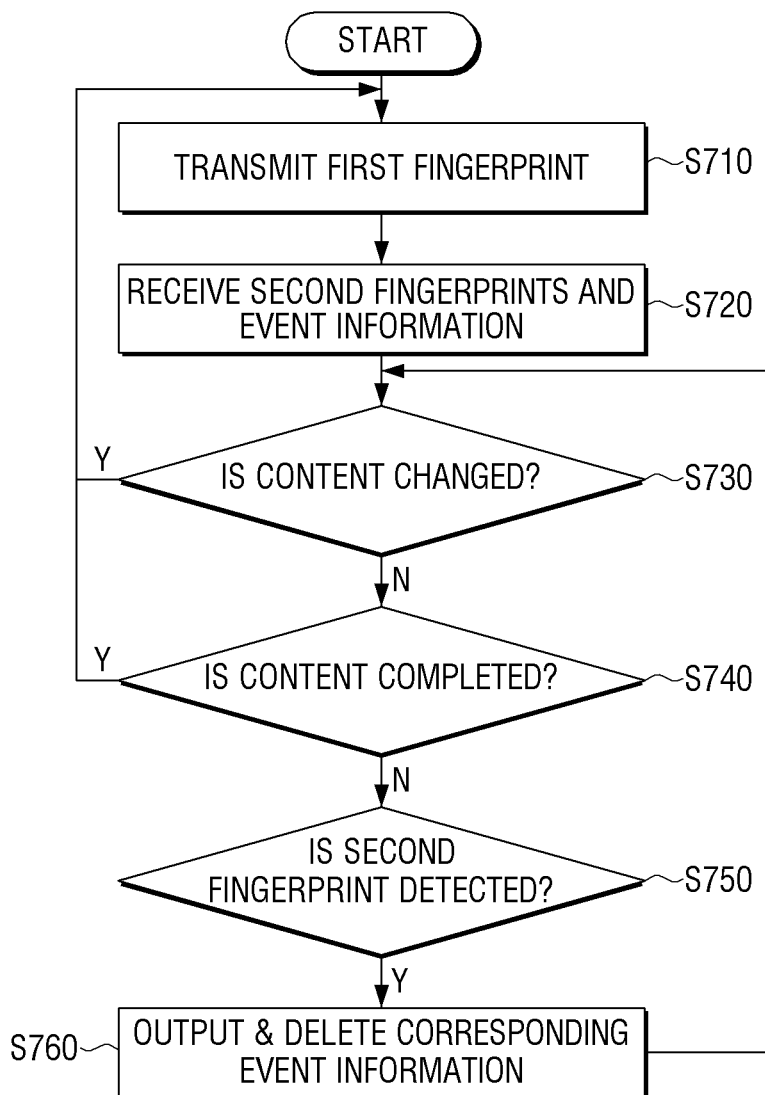 START
TRANSMIT FIRST FINGERPRINT
S710
RECEIVE SECOND FINGERPRINTS AND
EVENT INFORMATION
S720
IS CONTENT CHANGED?
S730
Y
N
IS CONTENT COMPLETED?
S740
Y
N
IS SECOND
FINGERPRINT DETECTED?
S750
Y
S760
OUTPUT & DELETE CORRESPONDING
EVENT INFORMATION